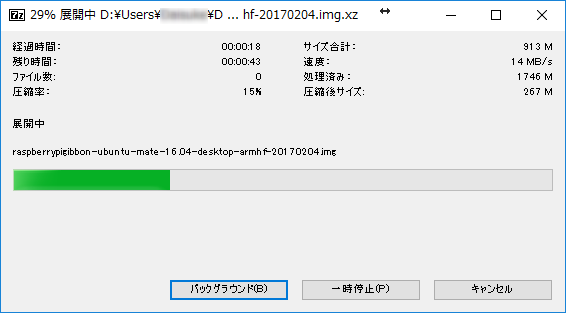 7z 29% 展開中 D:¥Users¥ ¥D ... hf-20170204.img.xz
経過時間: 00:00:18 サイズ合計: 913 M
残り時間: 00:00:43 速度: 14 MB/s
ファイル数: 0 処理済み: 1746 M
圧縮率: 15% 圧縮後サイズ: 267 M
展開中
raspberrypigibbon-ubuntu-mate-16.04-desktop-armhf-20170204.img
バックグラウンド(B) 一時停止(P) キャンセル